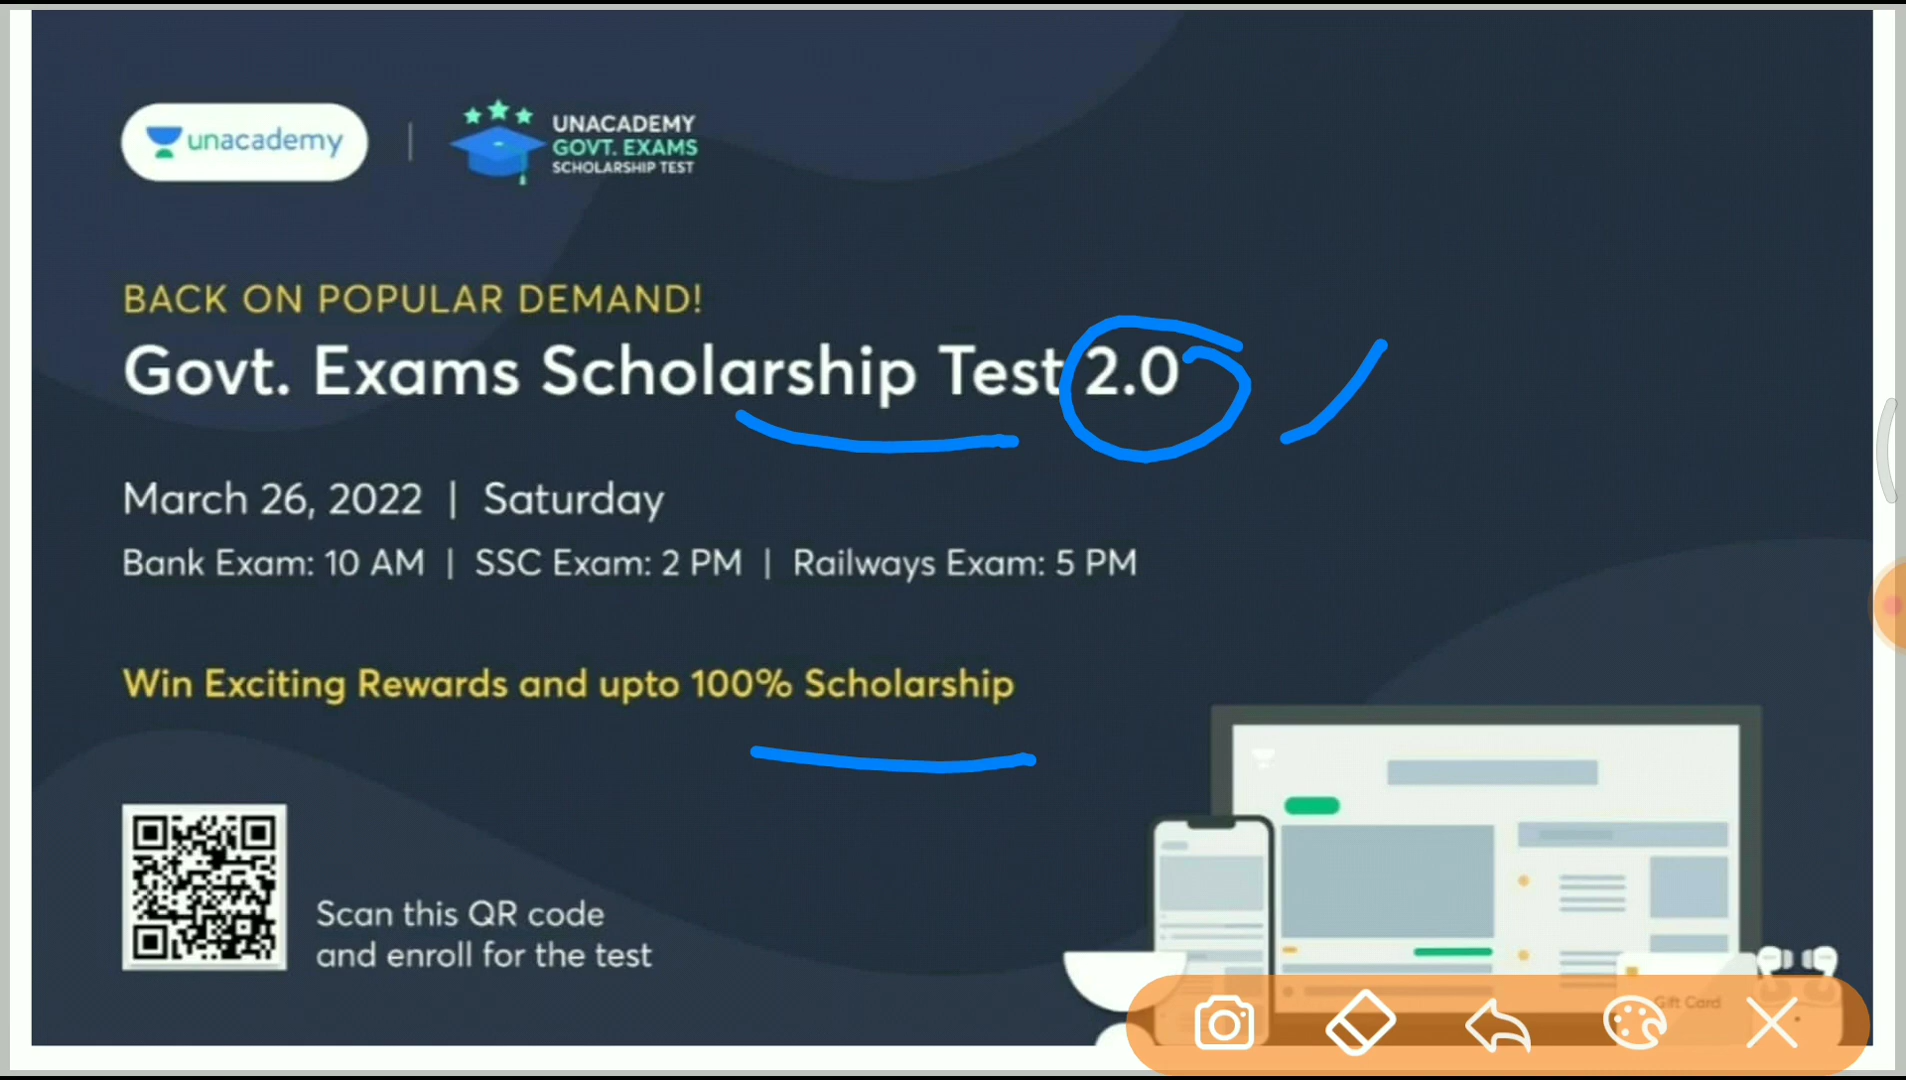 unacademy
UNACADEMY
GOVT. EXAMS
SCHOLARSHIP TEST
BACK ON POPULAR DEMAND!
Govt. Exams Scholarship Test 2.0
March 26, 2022 | Saturday
Bank Exam: 10 AM | SSC Exam: 2 PM | Railways Exam: 5 PM
Win Exciting Rewards and upto 100% Scholarship
Scan this QR code
and enroll for the test
Gift Card